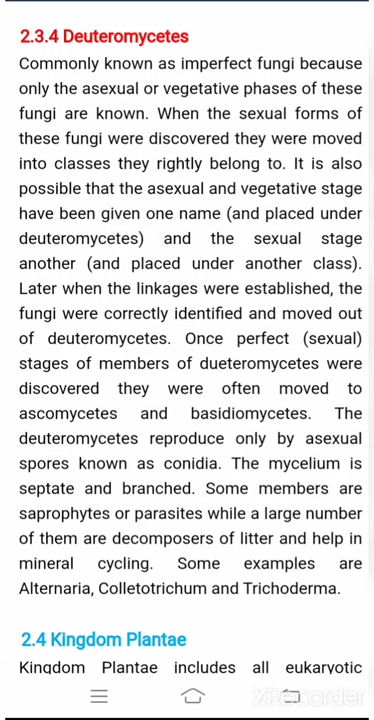 2.3.4 Deuteromycetes
Commonly known as imperfect fungi because
only the asexual or vegetative phases of these
fungi are known. When the sexual forms of
these fungi were discovered they were moved
into classes they rightly belong to. It is also
possible that the asexual and vegetative stage
have been given one name (and placed under
deuteromycetes) and the sexual stage
another (and placed under another class).
Later when the linkages were established, the
fungi were correctly identified and moved out
of deuteromycetes. Once perfect (sexual)
stages of members of dueteromycetes were
discovered they were often moved to
ascomycetes and basidiomycetes. The
deuteromycetes reproduce only by asexual
spores known as conidia. The mycelium is
septate and branched. Some members are
saprophytes or parasites while a large number
of them are decomposers of litter and help in
mineral cycling. Some examples are
Alternaria, Colletotrichum and Trichoderma.
2.4 Kingdom Plantae
Kingdom Plantae includes all eukaryotic
XRecorder